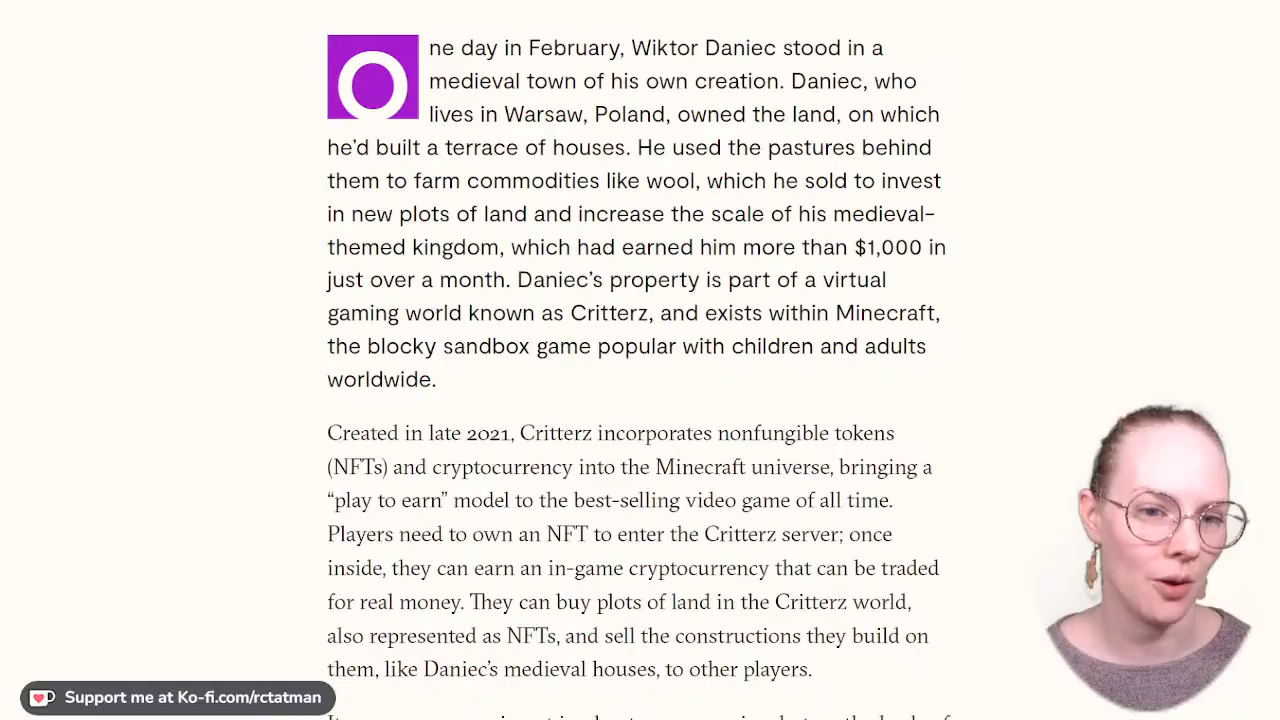 One day in February, Wiktor Daniec stood in a
medieval town of his own creation. Daniec, who
lives in Warsaw, Poland, owned the land, on which
he’d built a terrace of houses. He used the pastures behind
them to farm commodities like wool, which he sold to invest
in new plots of land and increase the scale of his medieval-
themed kingdom, which had earned him more than $1,000 in
just over a month. Daniec’s property is part of a virtual
gaming world known as Critterz, and exists within Minecraft,
the blocky sandbox game popular with children and adults
worldwide.
Created in late 2021, Critterz incorporates nonfungible tokens
(NFTs) and cryptocurrency into the Minecraft universe, bringing a
“play to earn” model to the best-selling video game of all time.
Players need to own an NFT to enter the Critterz server; once
inside, they can earn an in-game cryptocurrency that can be traded
for real money. They can buy plots of land in the Critterz world,
also represented as NFTs, and sell the constructions they build on
them, like Daniec’s medieval houses, to other players.
Support me at Ko-fi.com/rctatman